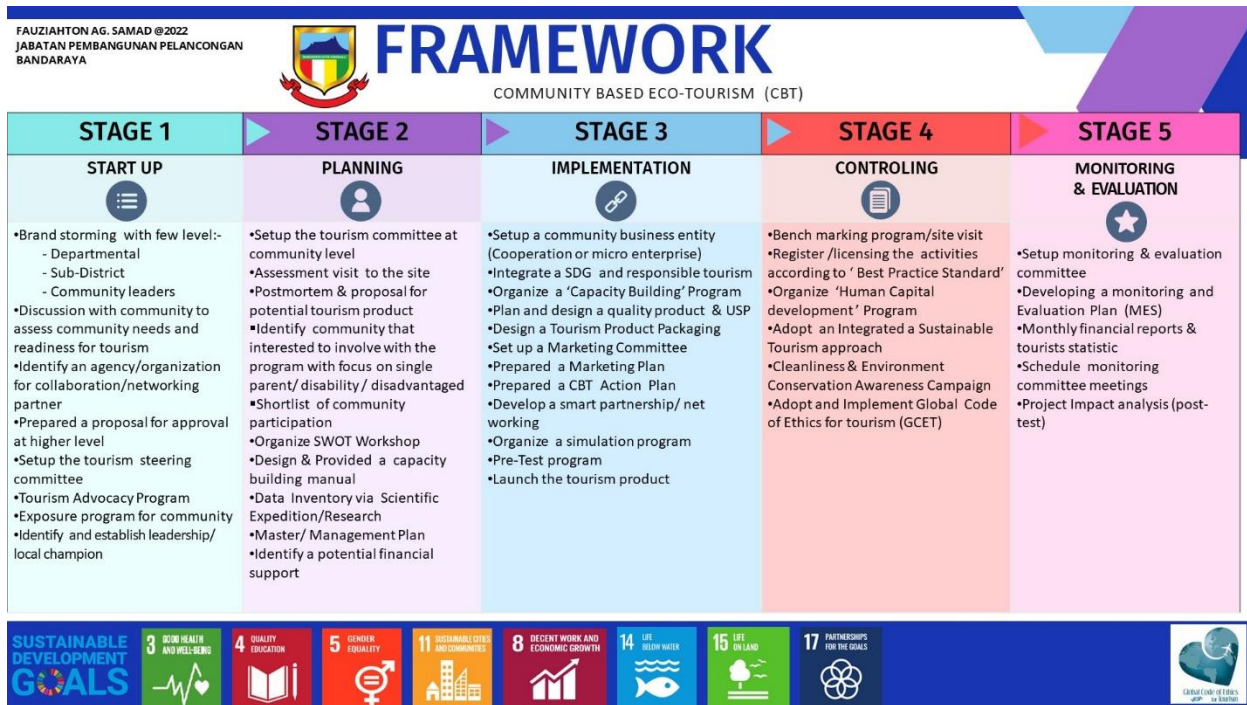 FAUZIAHTON AG. SAMAD @2022
JABATAN PEMBANGUNAN PELANCONGAN
BANDARAYA
FRAMEWORK
COMMUNITY BASED ECO-TOURISM (CBT)
STAGE 1
START UP
•Brand storming with few level:-
- Departmental
- Sub-District
- Community leaders
•Discussion with community to
assess community needs and
readiness for tourism
•Identify an agency/organization
for collaboration/networking
partner
•Prepared a proposal for approval
at higher level
•Setup the tourism steering
committee
•Tourism Advocacy Program
•Exposure program for community
•Identify and establish leadership/
local champion
STAGE 2
PLANNING
•Setup the tourism committee at
community level
•Assessment visit to the site
•Postmortem & proposal for
potential tourism product
▪Identify community that
interested to involve with the
program with focus on single
parent/ disability / disadvantaged
▪Shortlist of community
participation
•Organize SWOT Workshop
•Design & Provided a capacity
building manual
•Data Inventory via Scientific
Expedition/Research
•Master/ Management Plan
•Identify a potential financial
support
STAGE 3
IMPLEMENTATION
•Setup a community business entity
(Cooperation or micro enterprise)
•Integrate a SDG and responsible tourism
•Organize a 'Capacity Building' Program
•Plan and design a quality product & USP
•Design a Tourism Product Packaging
•Set up a Marketing Committee
•Prepared a Marketing Plan
•Prepared a CBT Action Plan
•Develop a smart partnership/ net
working
•Organize a simulation program
•Pre-Test program
•Launch the tourism product
STAGE 4
CONTROLING
•Bench marking program/site visit
•Register /licensing the activities
according to ' Best Practice Standard'
•Organize 'Human Capital
development' Program
•Adopt an Integrated a Sustainable
Tourism approach
•Cleanliness & Environment
Conservation Awareness Campaign
•Adopt and Implement Global Code
of Ethics for tourism (GCET)
STAGE 5
MONITORING
& EVALUATION
•Setup monitoring & evaluation
committee
•Developing a monitoring and
Evaluation Plan (MES)
•Monthly financial reports &
tourists statistic
•Schedule monitoring
committee meetings
•Project Impact analysis (post-
test)
SUSTAINABLE
DEVELOPMENT
GOALS
3 GOOD HEALTH
AND WELL-BEING
4 QUALITY
EDUCATION
5 GENDER
EQUALITY
11 SUSTAINABLE CITIES
AND COMMUNITIES
8 DECENT WORK AND
ECONOMIC GROWTH
14 LIFE
BELOW WATER
15 LIFE
ON LAND
17 PARTNERSHIPS
FOR THE GOALS
Global Code of Ethics
for Tourism